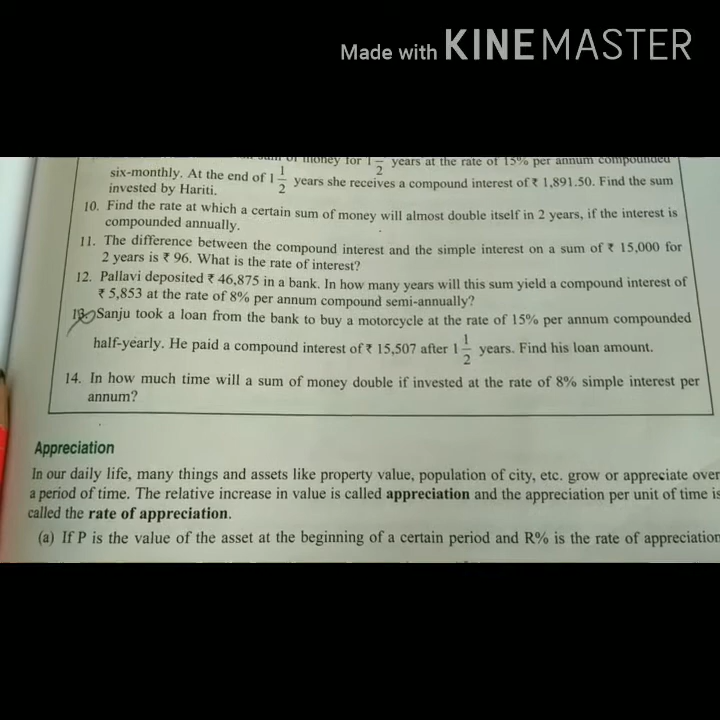 Made with KINEMASTER
money for 1 1/2 years at the rate of 15% per annum compounded
six-monthly. At the end of 1 1/2 years she receives a compound interest of ₹ 1,891.50. Find the sum
invested by Hariti.
10. Find the rate at which a certain sum of money will almost double itself in 2 years, if the interest is
compounded annually.
11. The difference between the compound interest and the simple interest on a sum of ₹ 15,000 for
2 years is ₹ 96. What is the rate of interest?
12. Pallavi deposited ₹ 46,875 in a bank. In how many years will this sum yield a compound interest of
₹ 5,853 at the rate of 8% per annum compound semi-annually?
13. Sanju took a loan from the bank to buy a motorcycle at the rate of 15% per annum compounded
half-yearly. He paid a compound interest of ₹ 15,507 after 1 1/2 years. Find his loan amount.
14. In how much time will a sum of money double if invested at the rate of 8% simple interest per
annum?
Appreciation
In our daily life, many things and assets like property value, population of city, etc. grow or appreciate over
a period of time. The relative increase in value is called appreciation and the appreciation per unit of time is
called the rate of appreciation.
(a) If P is the value of the asset at the beginning of a certain period and R% is the rate of appreciation